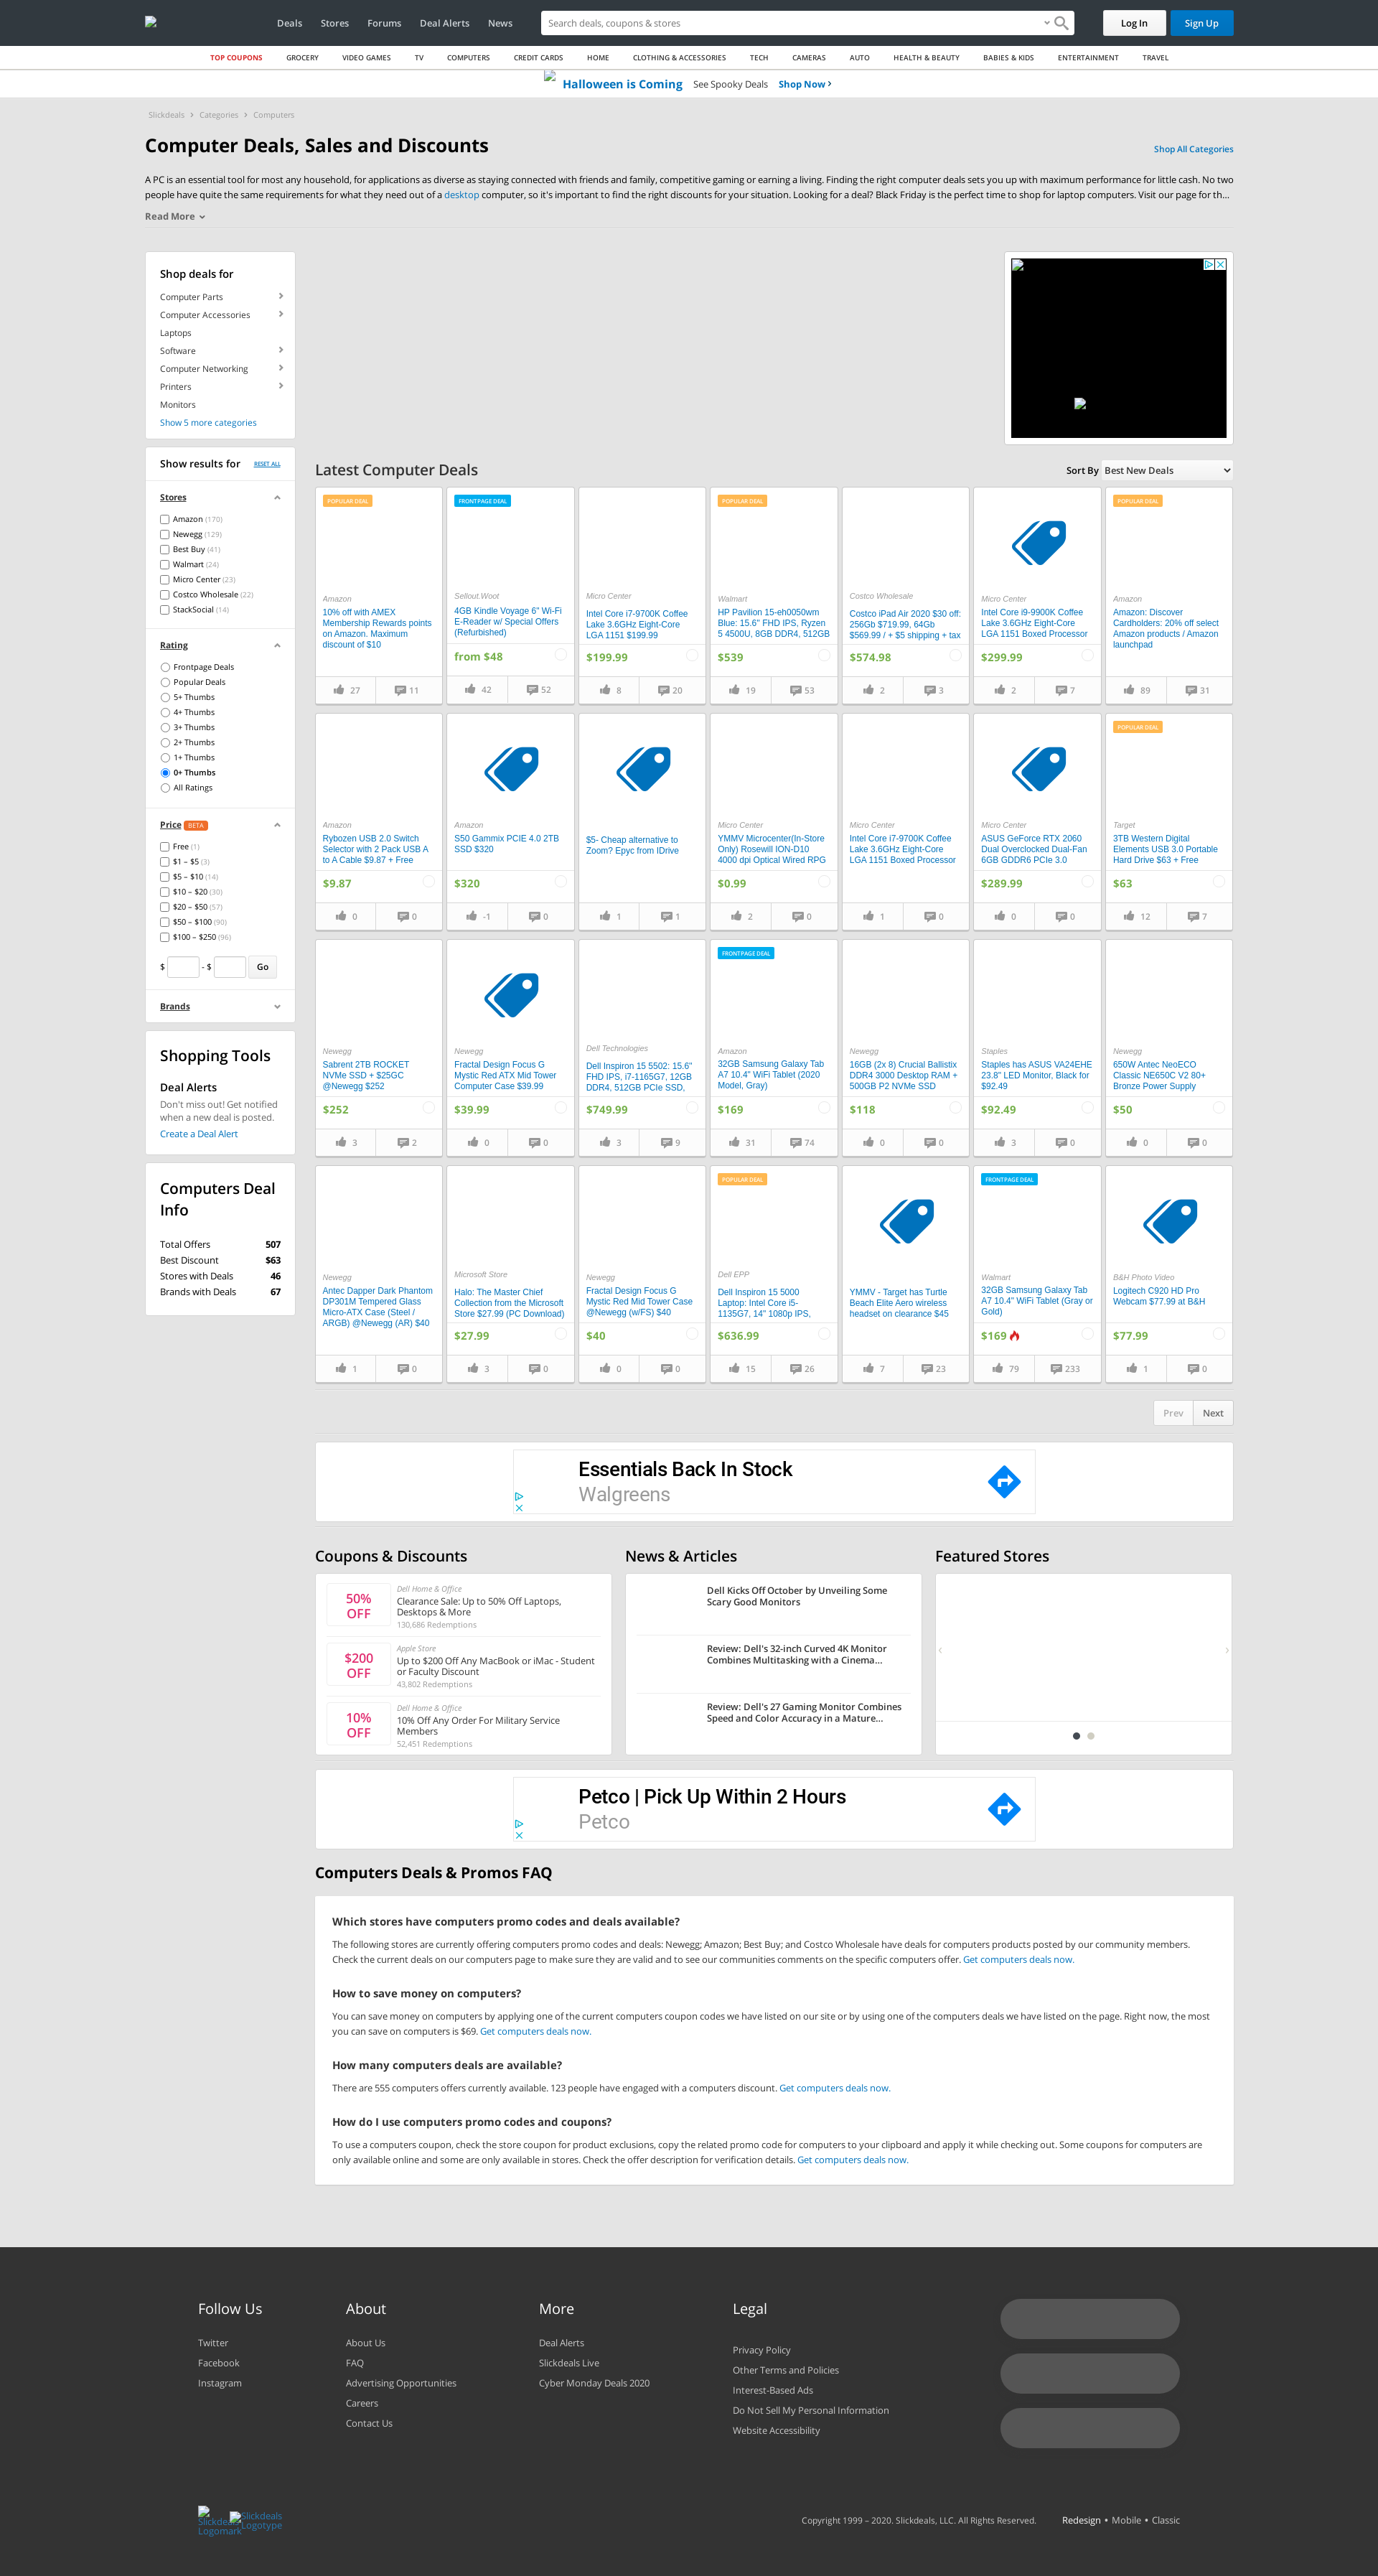 Deals Stores Forums Deal Alerts News
Search deals, coupons & stores
Log In
Sign Up
TOP COUPONS GROCERY VIDEO GAMES TV COMPUTERS CREDIT CARDS HOME CLOTHING & ACCESSORIES TECH CAMERAS AUTO HEALTH & BEAUTY BABIES & KIDS ENTERTAINMENT TRAVEL
Halloween is Coming See Spooky Deals Shop Now
Slickdeals Categories Computers
Computer Deals, Sales and Discounts
Shop All Categories
A PC is an essential tool for most any household, for applications as diverse as staying connected with friends and family, competitive gaming or earning a living. Finding the right computer deals sets you up with maximum performance for little cash. No two
people have quite the same requirements for what they need out of a desktop computer, so it's important to find the right discounts for your situation. Looking for a deal? Black Friday is the perfect time to shop for laptop computers. Visit our page for th...
Read More
Shop deals for
Computer Parts
Computer Accessories
Laptops
Software
Computer Networking
Printers
Monitors
Show 5 more categories
Show results for RESET ALL
Stores
Amazon (170)
Newegg (129)
Best Buy (41)
Walmart (24)
Micro Center (23)
Costco Wholesale (22)
StackSocial (14)
Rating
Frontpage Deals
Popular Deals
5+ Thumbs
4+ Thumbs
3+ Thumbs
2+ Thumbs
1+ Thumbs
0+ Thumbs
All Ratings
Price BETA
Free (1)
$1 – $5 (3)
$5 – $10 (14)
$10 – $20 (30)
$20 – $50 (57)
$50 – $100 (90)
$100 – $250 (96)
$ - $ Go
Brands
Shopping Tools
Deal Alerts
Don't miss out! Get notified
when a new deal is posted.
Create a Deal Alert
Computers Deal
Info
Total Offers 507
Best Discount $63
Stores with Deals 46
Brands with Deals 67
Latest Computer Deals
Sort By Best New Deals
POPULAR DEAL
Amazon
10% off with AMEX
Membership Rewards points
on Amazon. Maximum
discount of $10
27 11
FRONTPAGE DEAL
Sellout.Woot
4GB Kindle Voyage 6" Wi-Fi
E-Reader w/ Special Offers
(Refurbished)
from $48
42 52
Micro Center
Intel Core i7-9700K Coffee
Lake 3.6GHz Eight-Core
LGA 1151 $199.99
$199.99
8 20
POPULAR DEAL
Walmart
HP Pavilion 15-eh0050wm
Blue: 15.6" FHD IPS, Ryzen
5 4500U, 8GB DDR4, 512GB
$539
19 53
Costco Wholesale
Costco iPad Air 2020 $30 off:
256Gb $719.99, 64Gb
$569.99 / + $5 shipping + tax
$574.98
2 3
Micro Center
Intel Core i9-9900K Coffee
Lake 3.6GHz Eight-Core
LGA 1151 Boxed Processor
$299.99
2 7
POPULAR DEAL
Amazon
Amazon: Discover
Cardholders: 20% off select
Amazon products / Amazon
launchpad
89 31
Amazon
Rybozen USB 2.0 Switch
Selector with 2 Pack USB A
to A Cable $9.87 + Free
$9.87
0 0
Amazon
S50 Gammix PCIE 4.0 2TB
SSD $320
$320
-1 0
$5- Cheap alternative to
Zoom? Epyc from IDrive
1 1
Micro Center
YMMV Microcenter(In-Store
Only) Rosewill ION-D10
4000 dpi Optical Wired RPG
$0.99
2 0
Micro Center
Intel Core i7-9700K Coffee
Lake 3.6GHz Eight-Core
LGA 1151 Boxed Processor
1 0
Micro Center
ASUS GeForce RTX 2060
Dual Overclocked Dual-Fan
6GB GDDR6 PCIe 3.0
$289.99
0 0
POPULAR DEAL
Target
3TB Western Digital
Elements USB 3.0 Portable
Hard Drive $63 + Free
$63
12 7
Newegg
Sabrent 2TB ROCKET
NVMe SSD + $25GC
@Newegg $252
$252
3 2
Newegg
Fractal Design Focus G
Mystic Red ATX Mid Tower
Computer Case $39.99
$39.99
0 0
Dell Technologies
Dell Inspiron 15 5502: 15.6"
FHD IPS, i7-1165G7, 12GB
DDR4, 512GB PCIe SSD,
$749.99
3 9
FRONTPAGE DEAL
Amazon
32GB Samsung Galaxy Tab
A7 10.4" WiFi Tablet (2020
Model, Gray)
$169
31 74
Newegg
16GB (2x 8) Crucial Ballistix
DDR4 3000 Desktop RAM +
500GB P2 NVMe SSD
$118
0 0
Staples
Staples has ASUS VA24EHE
23.8" LED Monitor, Black for
$92.49
$92.49
3 0
Newegg
650W Antec NeoECO
Classic NE650C V2 80+
Bronze Power Supply
$50
0 0
Newegg
Antec Dapper Dark Phantom
DP301M Tempered Glass
Micro-ATX Case (Steel /
ARGB) @Newegg (AR) $40
1 0
Microsoft Store
Halo: The Master Chief
Collection from the Microsoft
Store $27.99 (PC Download)
$27.99
3 0
Newegg
Fractal Design Focus G
Mystic Red Mid Tower Case
@Newegg (w/FS) $40
$40
0 0
POPULAR DEAL
Dell EPP
Dell Inspiron 15 5000
Laptop: Intel Core i5-
1135G7, 14" 1080p IPS,
$636.99
15 26
YMMV - Target has Turtle
Beach Elite Aero wireless
headset on clearance $45
7 23
FRONTPAGE DEAL
Walmart
32GB Samsung Galaxy Tab
A7 10.4" WiFi Tablet (Gray or
Gold)
$169
79 233
B&H Photo Video
Logitech C920 HD Pro
Webcam $77.99 at B&H
$77.99
1 0
Prev Next
Essentials Back In Stock
Walgreens
Coupons & Discounts
50%
OFF
Dell Home & Office
Clearance Sale: Up to 50% Off Laptops,
Desktops & More
130,686 Redemptions
$200
OFF
Apple Store
Up to $200 Off Any MacBook or iMac - Student
or Faculty Discount
43,802 Redemptions
10%
OFF
Dell Home & Office
10% Off Any Order For Military Service
Members
52,451 Redemptions
News & Articles
Dell Kicks Off October by Unveiling Some
Scary Good Monitors
Review: Dell's 32-inch Curved 4K Monitor
Combines Multitasking with a Cinema...
Review: Dell's 27 Gaming Monitor Combines
Speed and Color Accuracy in a Mature...
Featured Stores
Petco | Pick Up Within 2 Hours
Petco
Computers Deals & Promos FAQ
Which stores have computers promo codes and deals available?
The following stores are currently offering computers promo codes and deals: Newegg; Amazon; Best Buy; and Costco Wholesale have deals for computers products posted by our community members.
Check the current deals on our computers page to make sure they are valid and to see our communities comments on the specific computers offer. Get computers deals now.
How to save money on computers?
You can save money on computers by applying one of the current computers coupon codes we have listed on our site or by using one of the computers deals we have listed on the page. Right now, the most
you can save on computers is $69. Get computers deals now.
How many computers deals are available?
There are 555 computers offers currently available. 123 people have engaged with a computers discount. Get computers deals now.
How do I use computers promo codes and coupons?
To use a computers coupon, check the store coupon for product exclusions, copy the related promo code for computers to your clipboard and apply it while checking out. Some coupons for computers are
only available online and some are only available in stores. Check the offer description for verification details. Get computers deals now.
Follow Us
Twitter
Facebook
Instagram
About
About Us
FAQ
Advertising Opportunities
Careers
Contact Us
More
Deal Alerts
Slickdeals Live
Cyber Monday Deals 2020
Legal
Privacy Policy
Other Terms and Policies
Interest-Based Ads
Do Not Sell My Personal Information
Website Accessibility
Slickdeals
Logomark
Slickdeals
Logotype
Copyright 1999 – 2020. Slickdeals, LLC. All Rights Reserved.
Redesign • Mobile • Classic